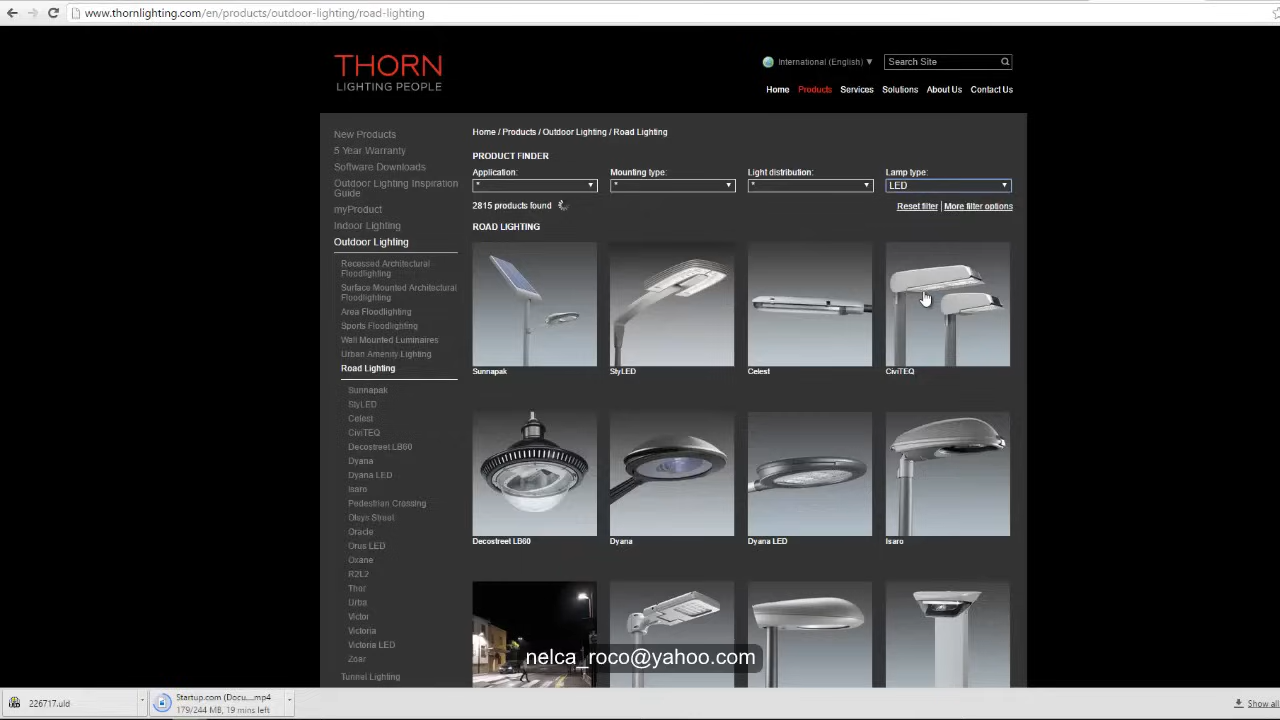 www.thornlighting.com/en/products/outdoor-lighting/road-lighting
THORN
LIGHTING PEOPLE
International (English) ▼
Search Site
Home
Products
Services
Solutions
About Us
Contact Us
New Products
5 Year Warranty
Software Downloads
Outdoor Lighting Inspiration
Guide
myProduct
Indoor Lighting
Outdoor Lighting
Recessed Architectural
Floodlighting
Surface Mounted Architectural
Floodlighting
Area Floodlighting
Sports Floodlighting
Wall Mounted Luminaires
Urban Amenity Lighting
Road Lighting
Sunnapak
StyLED
Celest
CiviTEQ
Decostreet LB60
Dyana
Dyana LED
Isaro
Pedestrian Crossing
Olsys Street
Oracle
Orus LED
Oxane
R2L2
Thor
Urba
Victor
Victoria
Victoria LED
Zoar
Tunnel Lighting
Home / Products / Outdoor Lighting / Road Lighting
PRODUCT FINDER
Application:
*
Mounting type:
*
Light distribution:
*
Lamp type:
LED
2815 products found
Reset filter | More filter options
ROAD LIGHTING
Sunnapak
StyLED
Celest
CiviTEQ
Decostreet LB60
Dyana
Dyana LED
Isaro
nelca_roco@yahoo.com
226717.uld
Startup.com (Docu....mp4
179/244 MB, 19 mins left
Show all